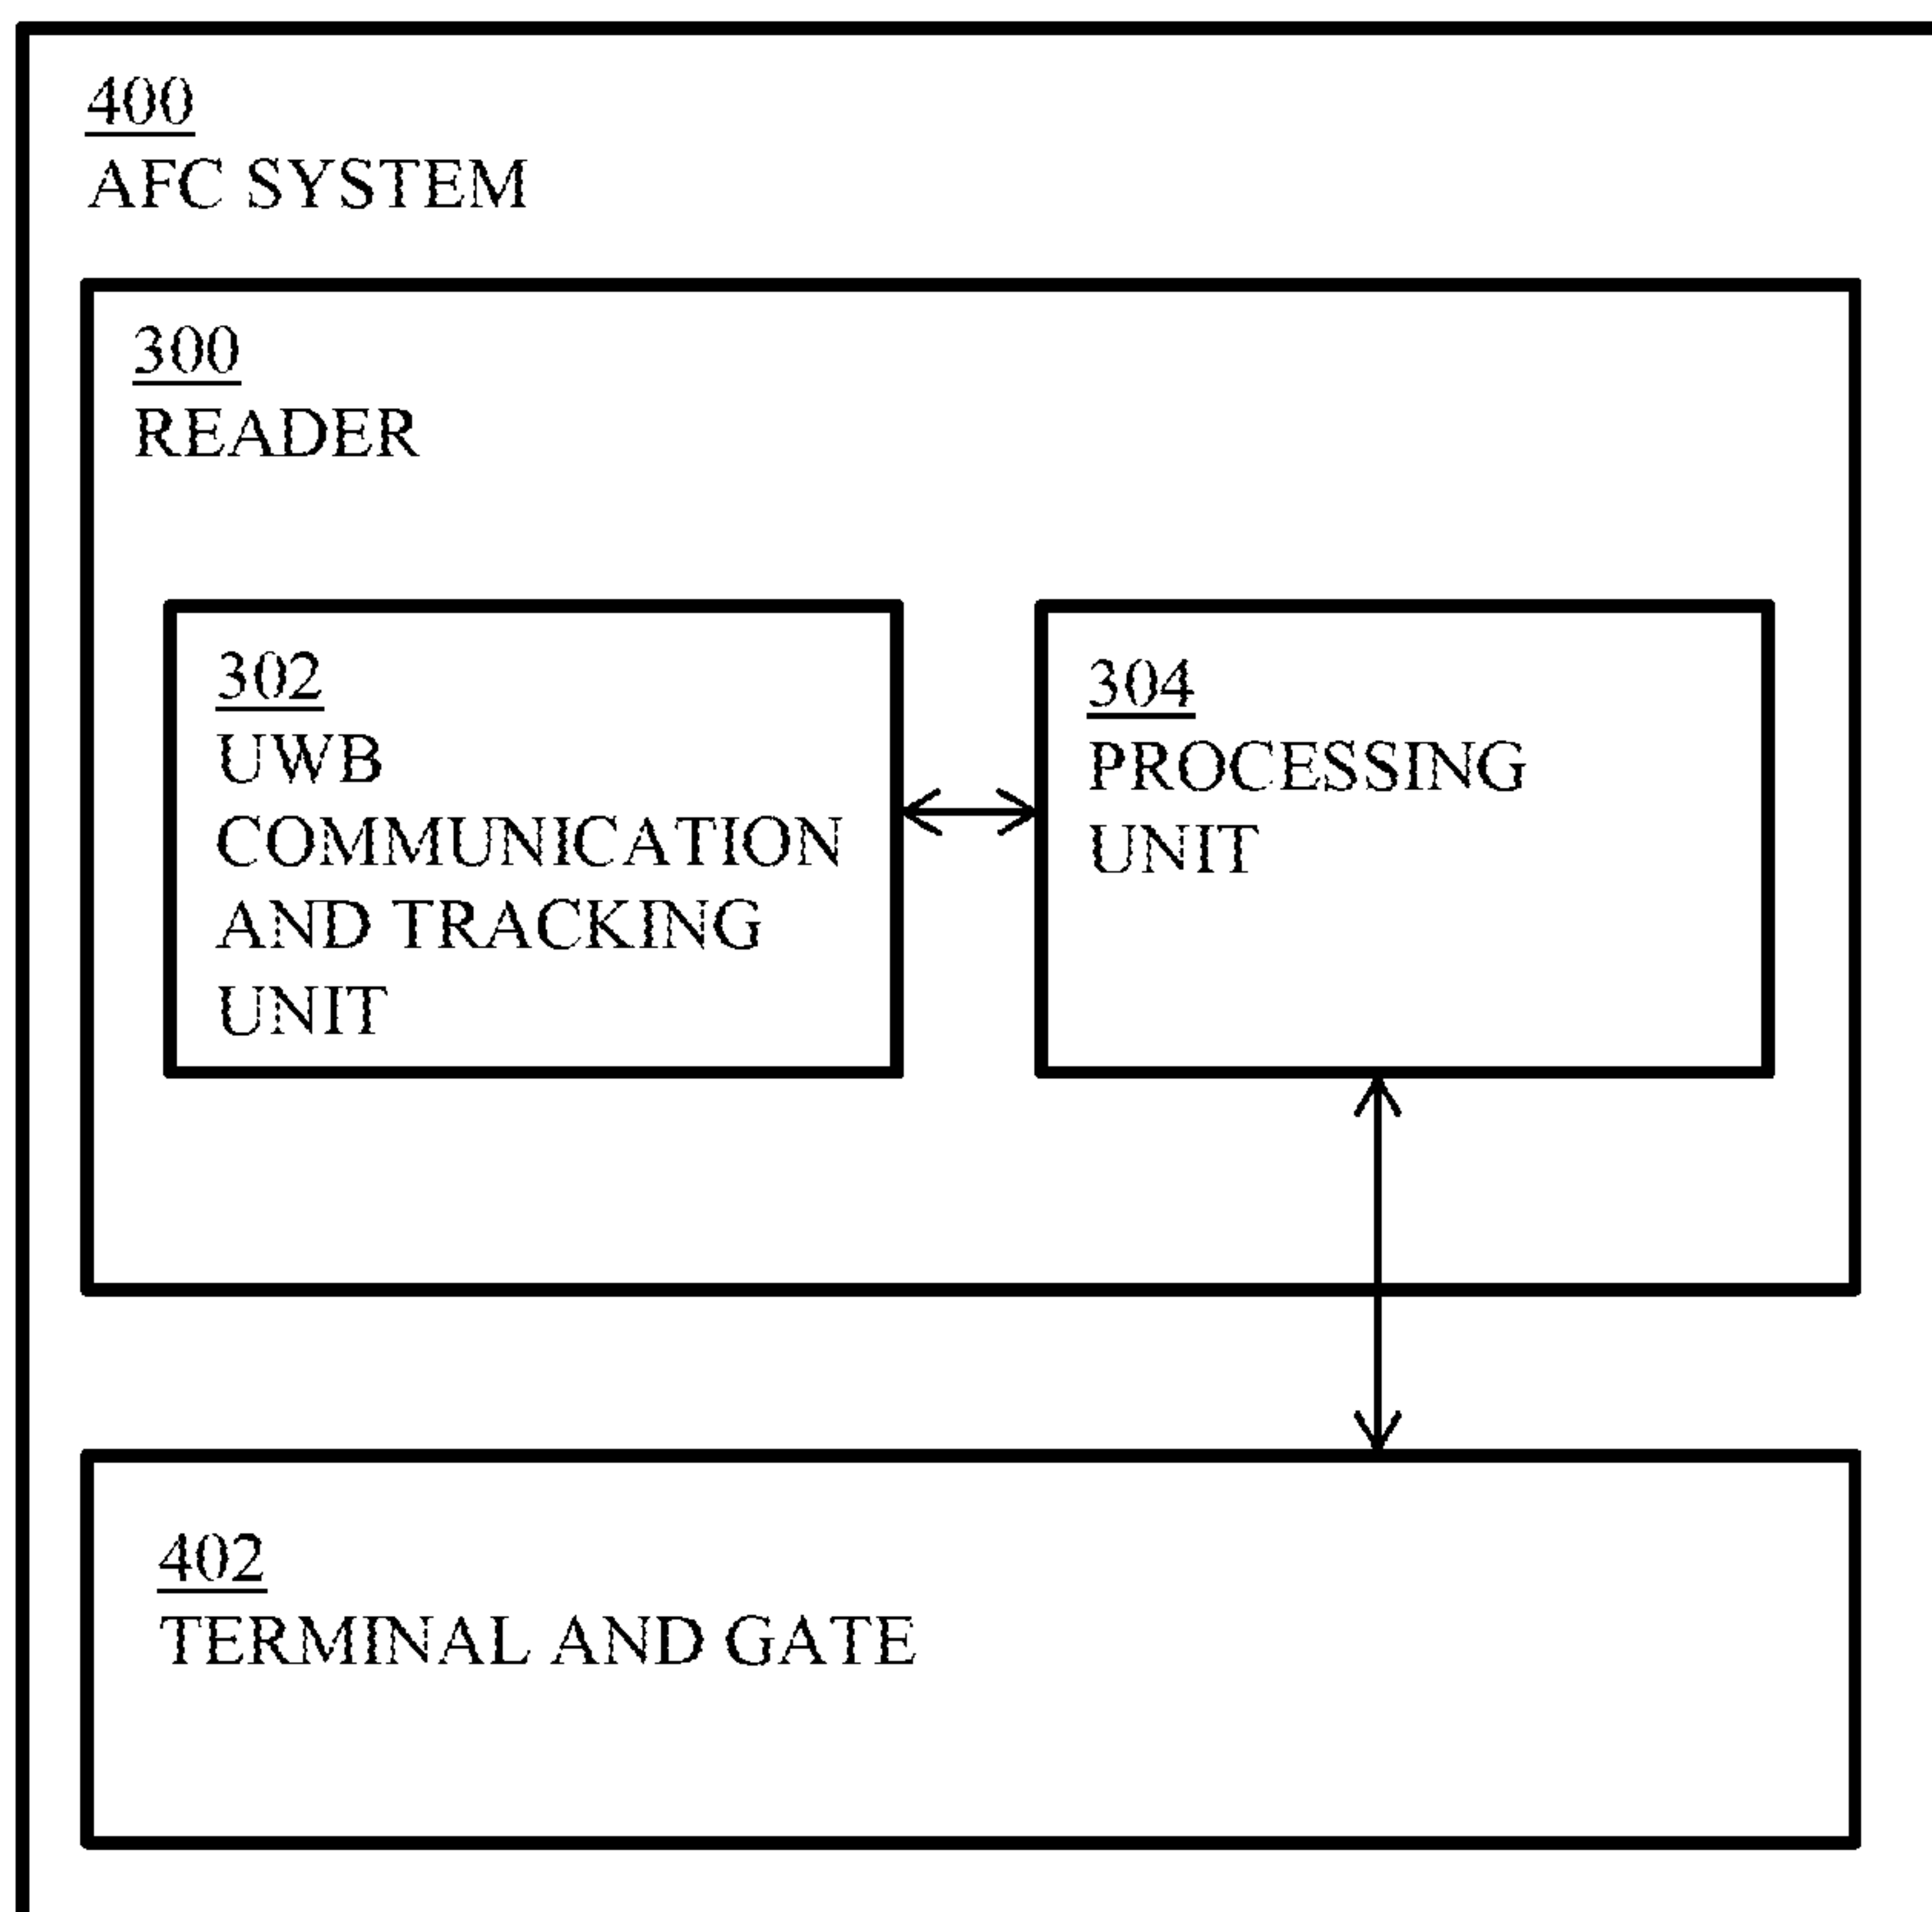 400
AFC SYSTEM
300
READER
302
UWB
COMMUNICATION
AND TRACKING
UNIT
304
PROCESSING
UNIT
402
TERMINAL AND GATE